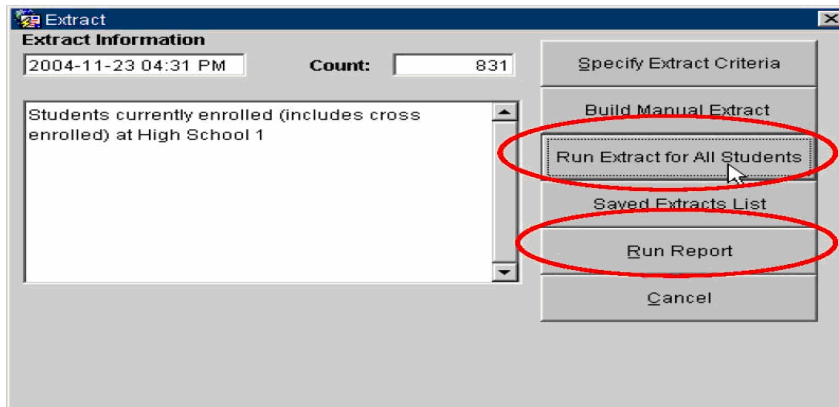 Extract
Extract Information
2004-11-23 04:31 PM
Count:
831
Students currently enrolled (includes cross
enrolled) at High School 1
Specify Extract Criteria
Build Manual Extract
Run Extract for All Students
Saved Extracts List
Run Report
Cancel